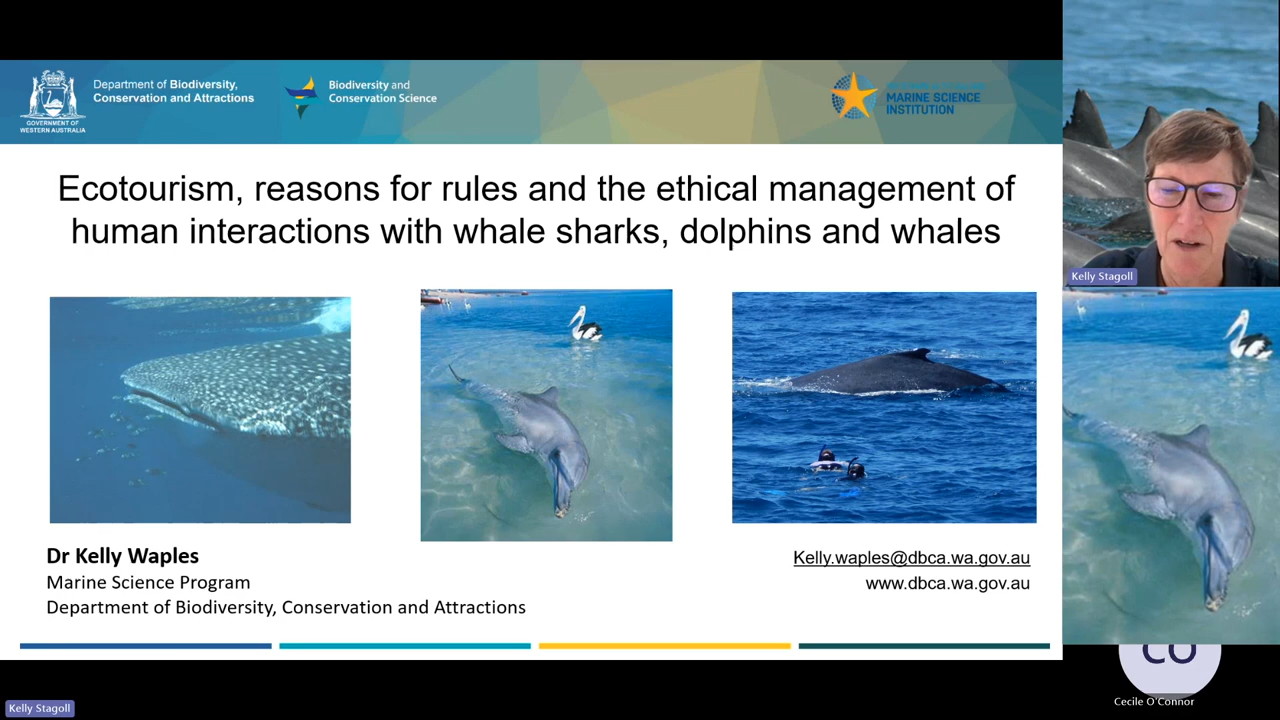 Department of Biodiversity,
Conservation and Attractions
GOVERNMENT OF
WESTERN AUSTRALIA
Biodiversity and
Conservation Science
MARINE SCIENCE
INSTITUTION
Ecotourism, reasons for rules and the ethical management of
human interactions with whale sharks, dolphins and whales
Dr Kelly Waples
Marine Science Program
Department of Biodiversity, Conservation and Attractions
Kelly.waples@dbca.wa.gov.au
www.dbca.wa.gov.au
Kelly Stagoll
CO
Cecile O'Connor
Kelly Stagoll